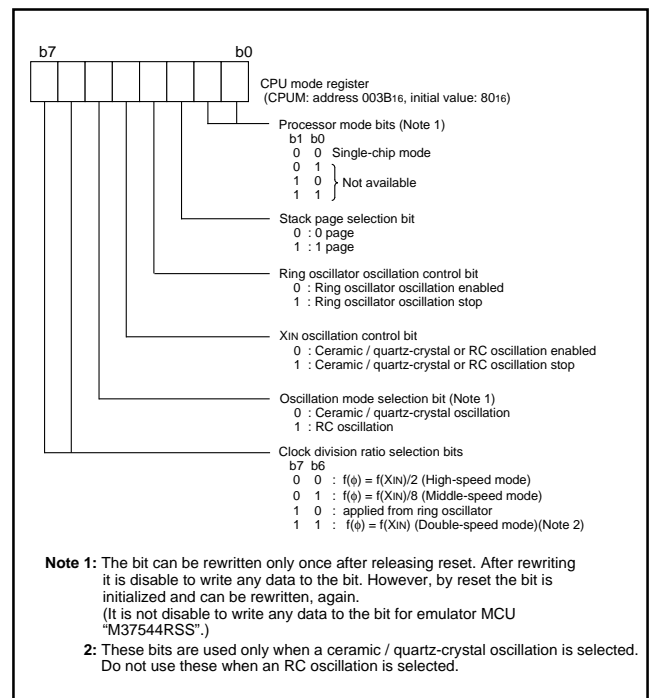 b7 b0
CPU mode register
(CPUM: address 003B16, initial value: 8016)
Processor mode bits (Note 1)
b1 b0
0 0 Single-chip mode
0 1
1 0 Not available
1 1
Stack page selection bit
0 : 0 page
1 : 1 page
Ring oscillator oscillation control bit
0 : Ring oscillator oscillation enabled
1 : Ring oscillator oscillation stop
XIN oscillation control bit
0 : Ceramic / quartz-crystal or RC oscillation enabled
1 : Ceramic / quartz-crystal or RC oscillation stop
Oscillation mode selection bit (Note 1)
0 : Ceramic / quartz-crystal oscillation
1 : RC oscillation
Clock division ratio selection bits
b7 b6
0 0 : f(φ) = f(XIN)/2 (High-speed mode)
0 1 : f(φ) = f(XIN)/8 (Middle-speed mode)
1 0 : applied from ring oscillator
1 1 : f(φ) = f(XIN) (Double-speed mode)(Note 2)
Note 1: The bit can be rewritten only once after releasing reset. After rewriting
it is disable to write any data to the bit. However, by reset the bit is
initialized and can be rewritten, again.
(It is not disable to write any data to the bit for emulator MCU
“M37544RSS”.)
2: These bits are used only when a ceramic / quartz-crystal oscillation is selected.
Do not use these when an RC oscillation is selected.